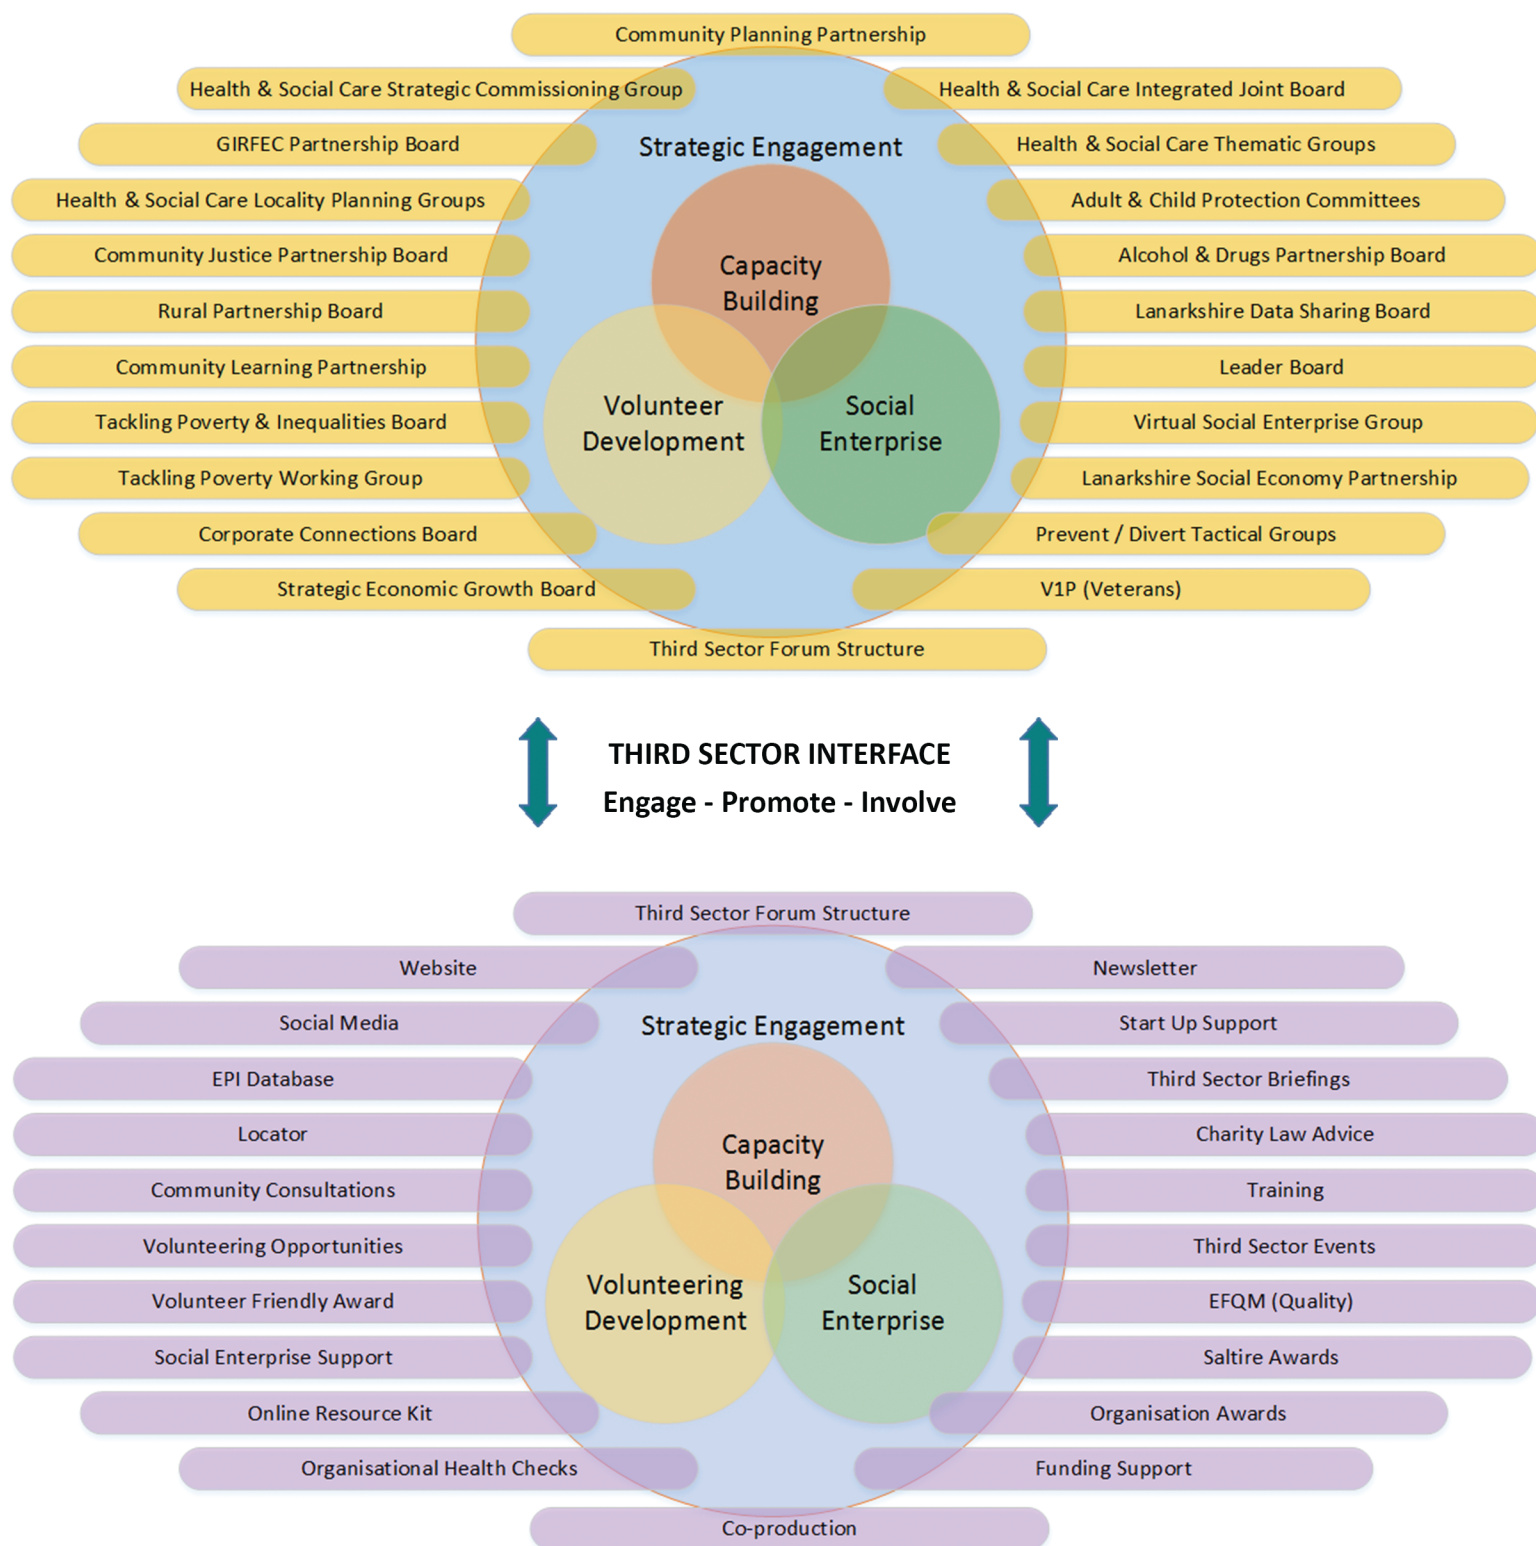 Community Planning Partnership
Health & Social Care Strategic Commissioning Group
Health & Social Care Integrated Joint Board
GIRFEC Partnership Board
Strategic Engagement
Health & Social Care Thematic Groups
Health & Social Care Locality Planning Groups
Adult & Child Protection Committees
Community Justice Partnership Board
Capacity
Building
Alcohol & Drugs Partnership Board
Rural Partnership Board
Lanarkshire Data Sharing Board
Community Learning Partnership
Leader Board
Tackling Poverty & Inequalities Board
Volunteer
Development
Social
Enterprise
Virtual Social Enterprise Group
Tackling Poverty Working Group
Lanarkshire Social Economy Partnership
Corporate Connections Board
Prevent / Divert Tactical Groups
Strategic Economic Growth Board
V1P (Veterans)
Third Sector Forum Structure
THIRD SECTOR INTERFACE
Engage - Promote - Involve
Third Sector Forum Structure
Website
Newsletter
Social Media
Strategic Engagement
Start Up Support
EPI Database
Third Sector Briefings
Locator
Capacity
Building
Charity Law Advice
Community Consultations
Training
Volunteering Opportunities
Third Sector Events
Volunteer Friendly Award
Volunteering
Development
Social
Enterprise
EFQM (Quality)
Social Enterprise Support
Saltire Awards
Online Resource Kit
Organisation Awards
Organisational Health Checks
Funding Support
Co-production